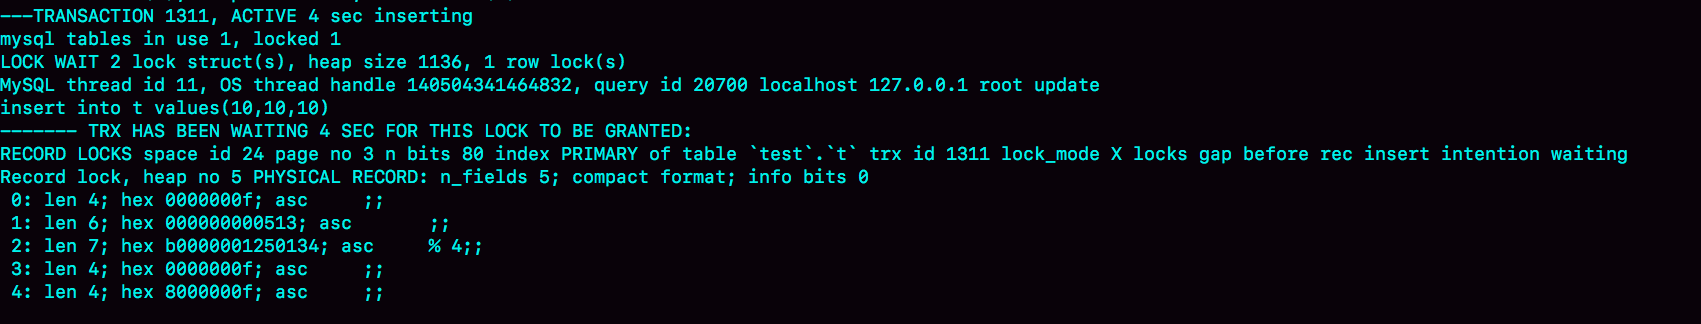 ---TRANSACTION 1311, ACTIVE 4 sec inserting
mysql tables in use 1, locked 1
LOCK WAIT 2 lock struct(s), heap size 1136, 1 row lock(s)
MySQL thread id 11, OS thread handle 140504341464832, query id 20700 localhost 127.0.0.1 root update
insert into t values(10,10,10)
------- TRX HAS BEEN WAITING 4 SEC FOR THIS LOCK TO BE GRANTED:
RECORD LOCKS space id 24 page no 3 n bits 80 index PRIMARY of table `test`.`t` trx id 1311 lock_mode X locks gap before rec insert intention waiting
Record lock, heap no 5 PHYSICAL RECORD: n_fields 5; compact format; info bits 0
 0: len 4; hex 0000000f; asc     ;;
 1: len 6; hex 000000000513; asc       ;;
 2: len 7; hex b0000001250134; asc     % 4;;
 3: len 4; hex 0000000f; asc     ;;
 4: len 4; hex 8000000f; asc     ;;